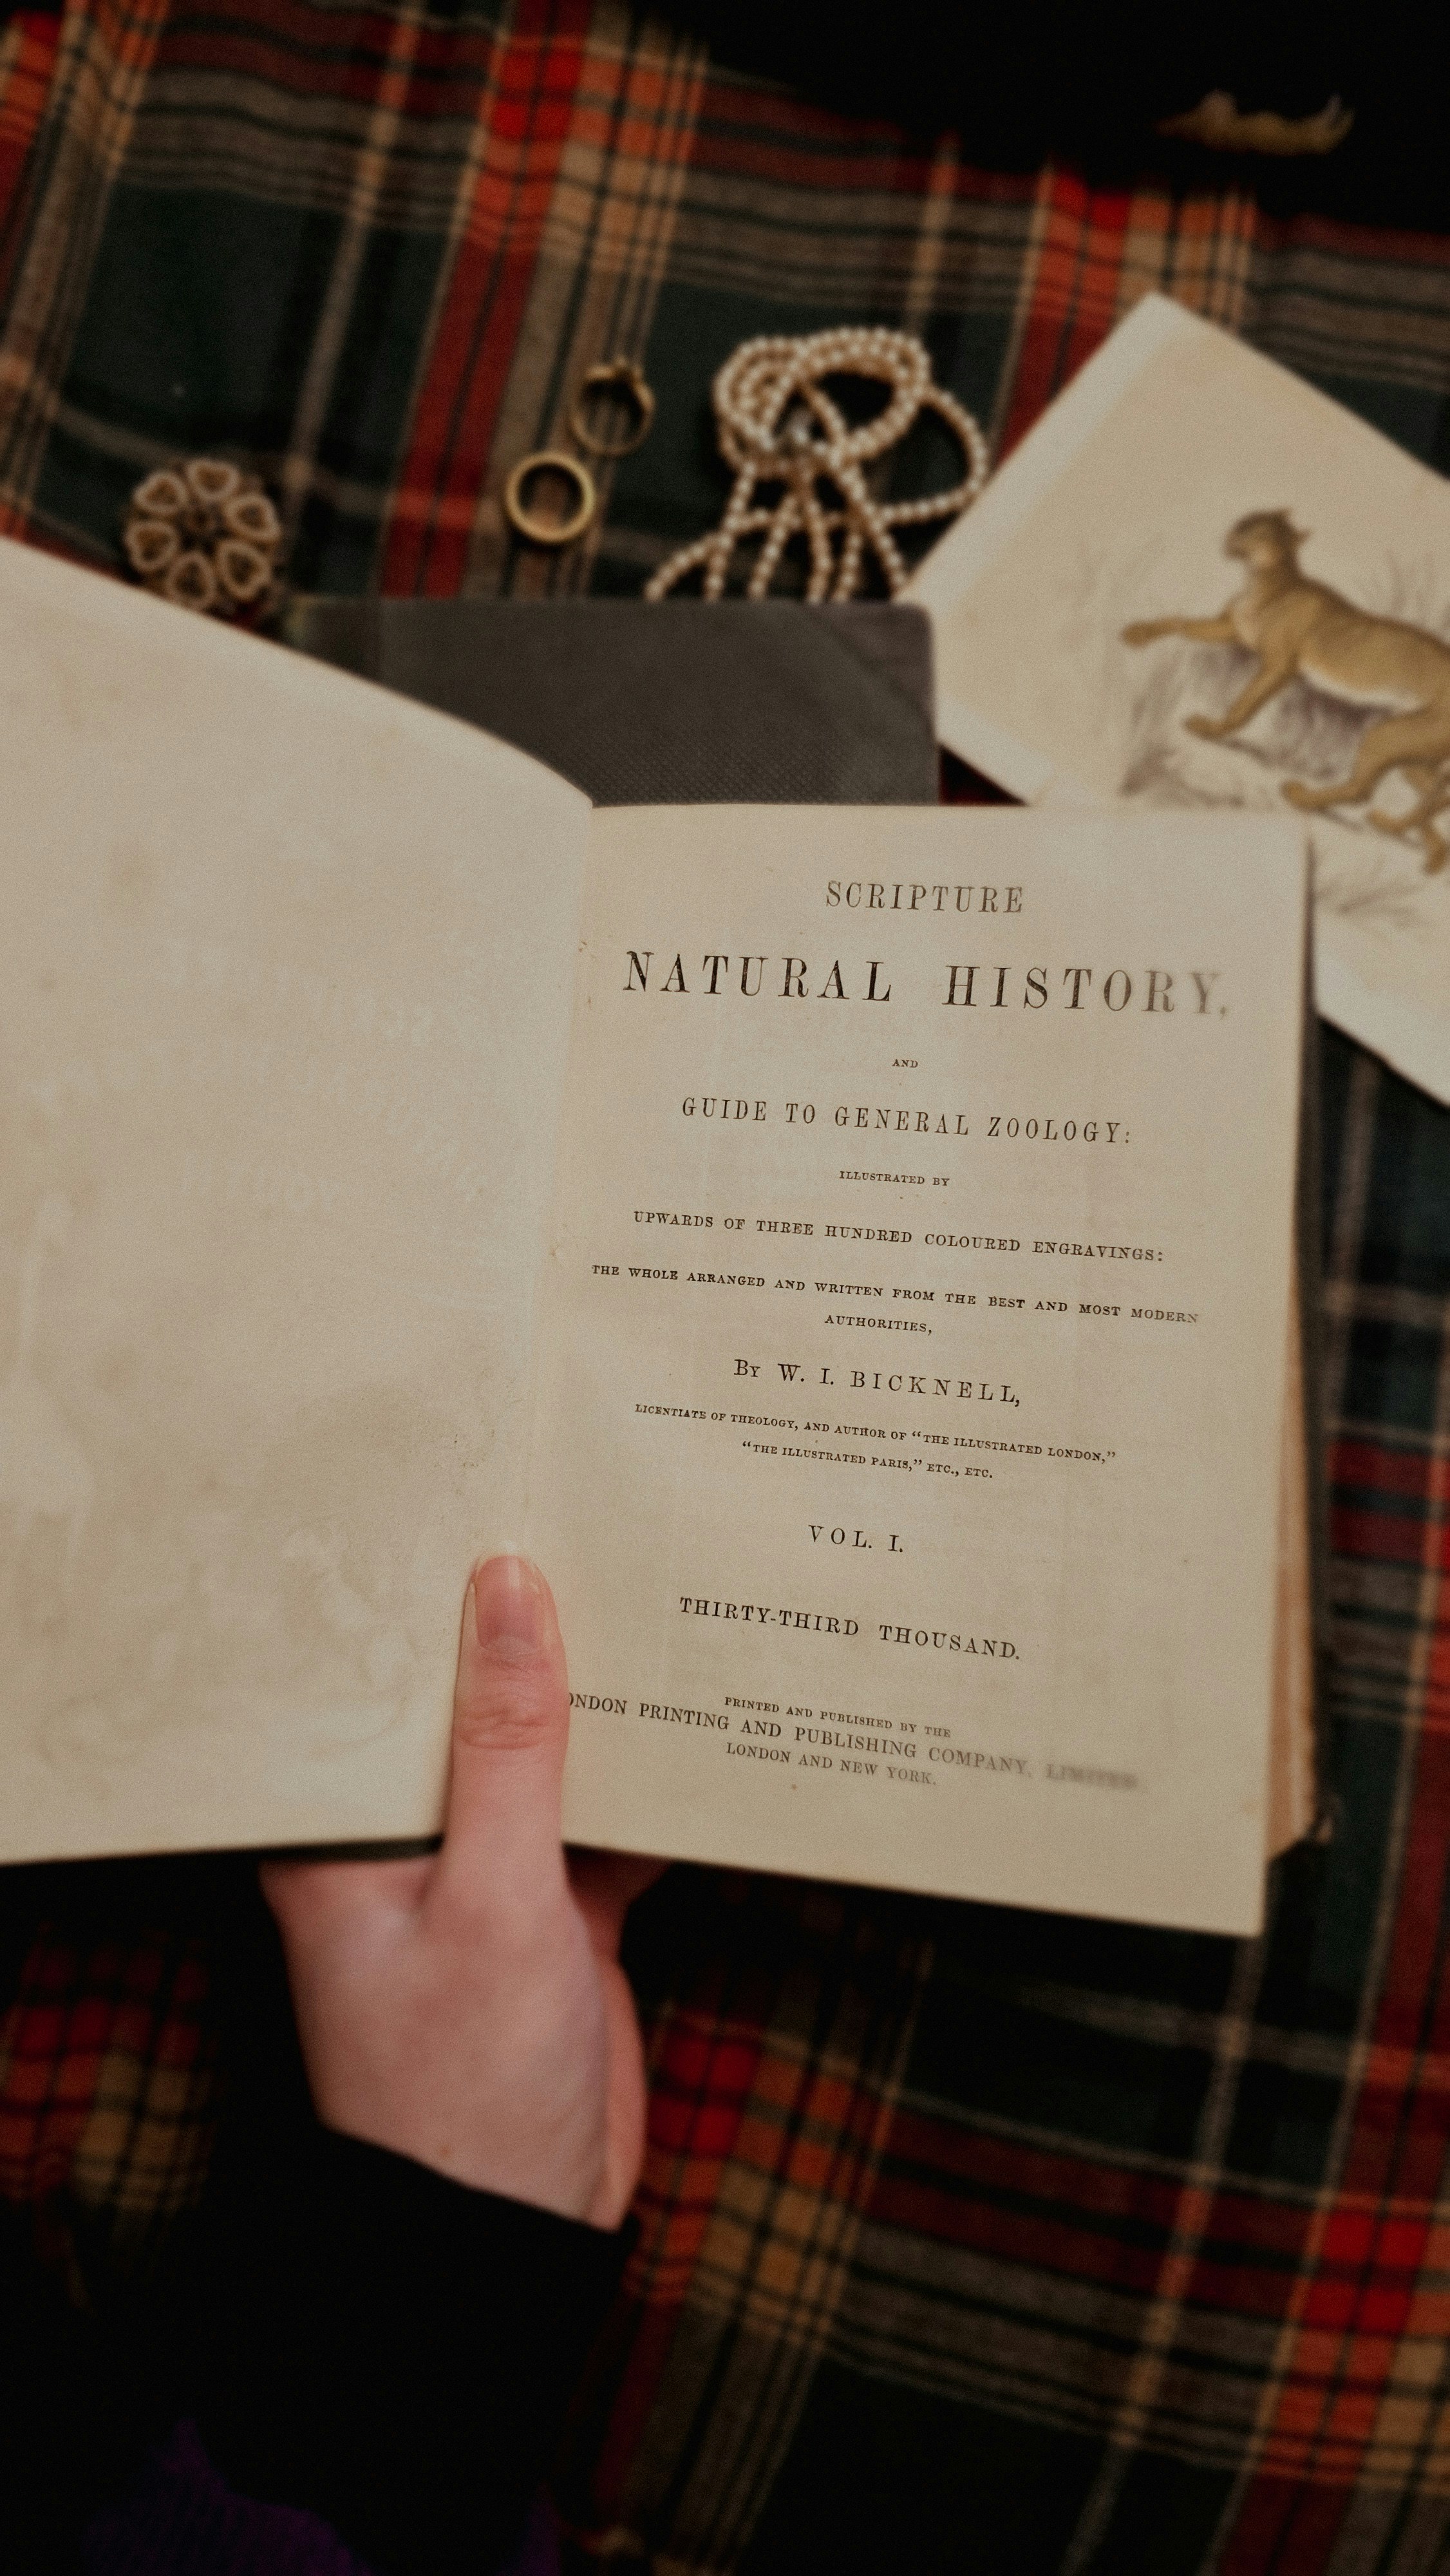 SCRIPTURE
NATURAL HISTORY,
AND
GUIDE TO GENERAL ZOOLOGY:
ILLUSTRATED BY
UPWARDS OF THREE HUNDRED COLOURED ENGRAVINGS:
THE WHOLE ARRANGED AND WRITTEN FROM THE BEST AND MOST MODERN
AUTHORITIES,
By W. I. BICKNELL,
LICENTIATE OF THEOLOGY, AND AUTHOR OF “THE ILLUSTRATED LONDON,”
“THE ILLUSTRATED PARIS,” ETC., ETC.
VOL. I.
THIRTY-THIRD THOUSAND.
PRINTED AND PUBLISHED BY THE
ONDON PRINTING AND PUBLISHING COMPANY, LIMITED
LONDON AND NEW YORK.